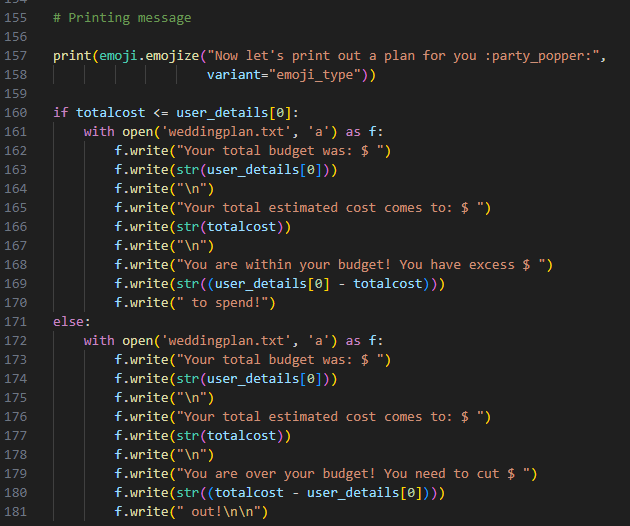 155 # Printing message
156
157 print(emoji.emojize("Now let's print out a plan for you :party_popper:",
158 variant="emoji_type"))
159
160 if totalcost <= user_details[0]:
161 with open('weddingplan.txt', 'a') as f:
162 f.write("Your total budget was: $ ")
163 f.write(str(user_details[0]))
164 f.write("\n")
165 f.write("Your total estimated cost comes to: $ ")
166 f.write(str(totalcost))
167 f.write("\n")
168 f.write("You are within your budget! You have excess $ ")
169 f.write(str((user_details[0] - totalcost)))
170 f.write(" to spend!")
171 else:
172 with open('weddingplan.txt', 'a') as f:
173 f.write("Your total budget was: $ ")
174 f.write(str(user_details[0]))
175 f.write("\n")
176 f.write("Your total estimated cost comes to: $ ")
177 f.write(str(totalcost))
178 f.write("\n")
179 f.write("You are over your budget! You need to cut $ ")
180 f.write(str((totalcost - user_details[0])))
181 f.write(" out!\n\n")